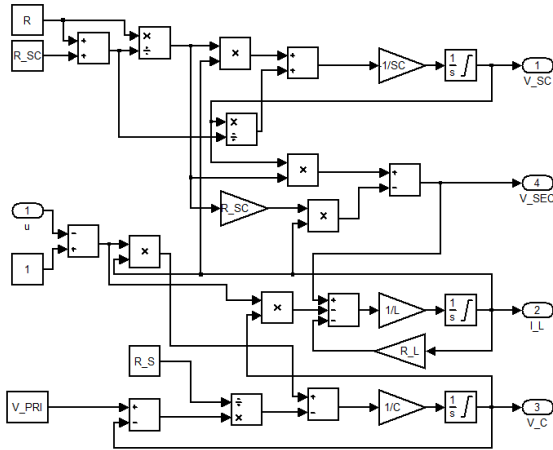 R
R_SC
-1/SC
1/s
1
V_SC
R_SC
4
V_SEC
1
u
1
1/L
1/s
2
I_L
R_L
R_S
V_PRI
1/C
1/s
3
V_C